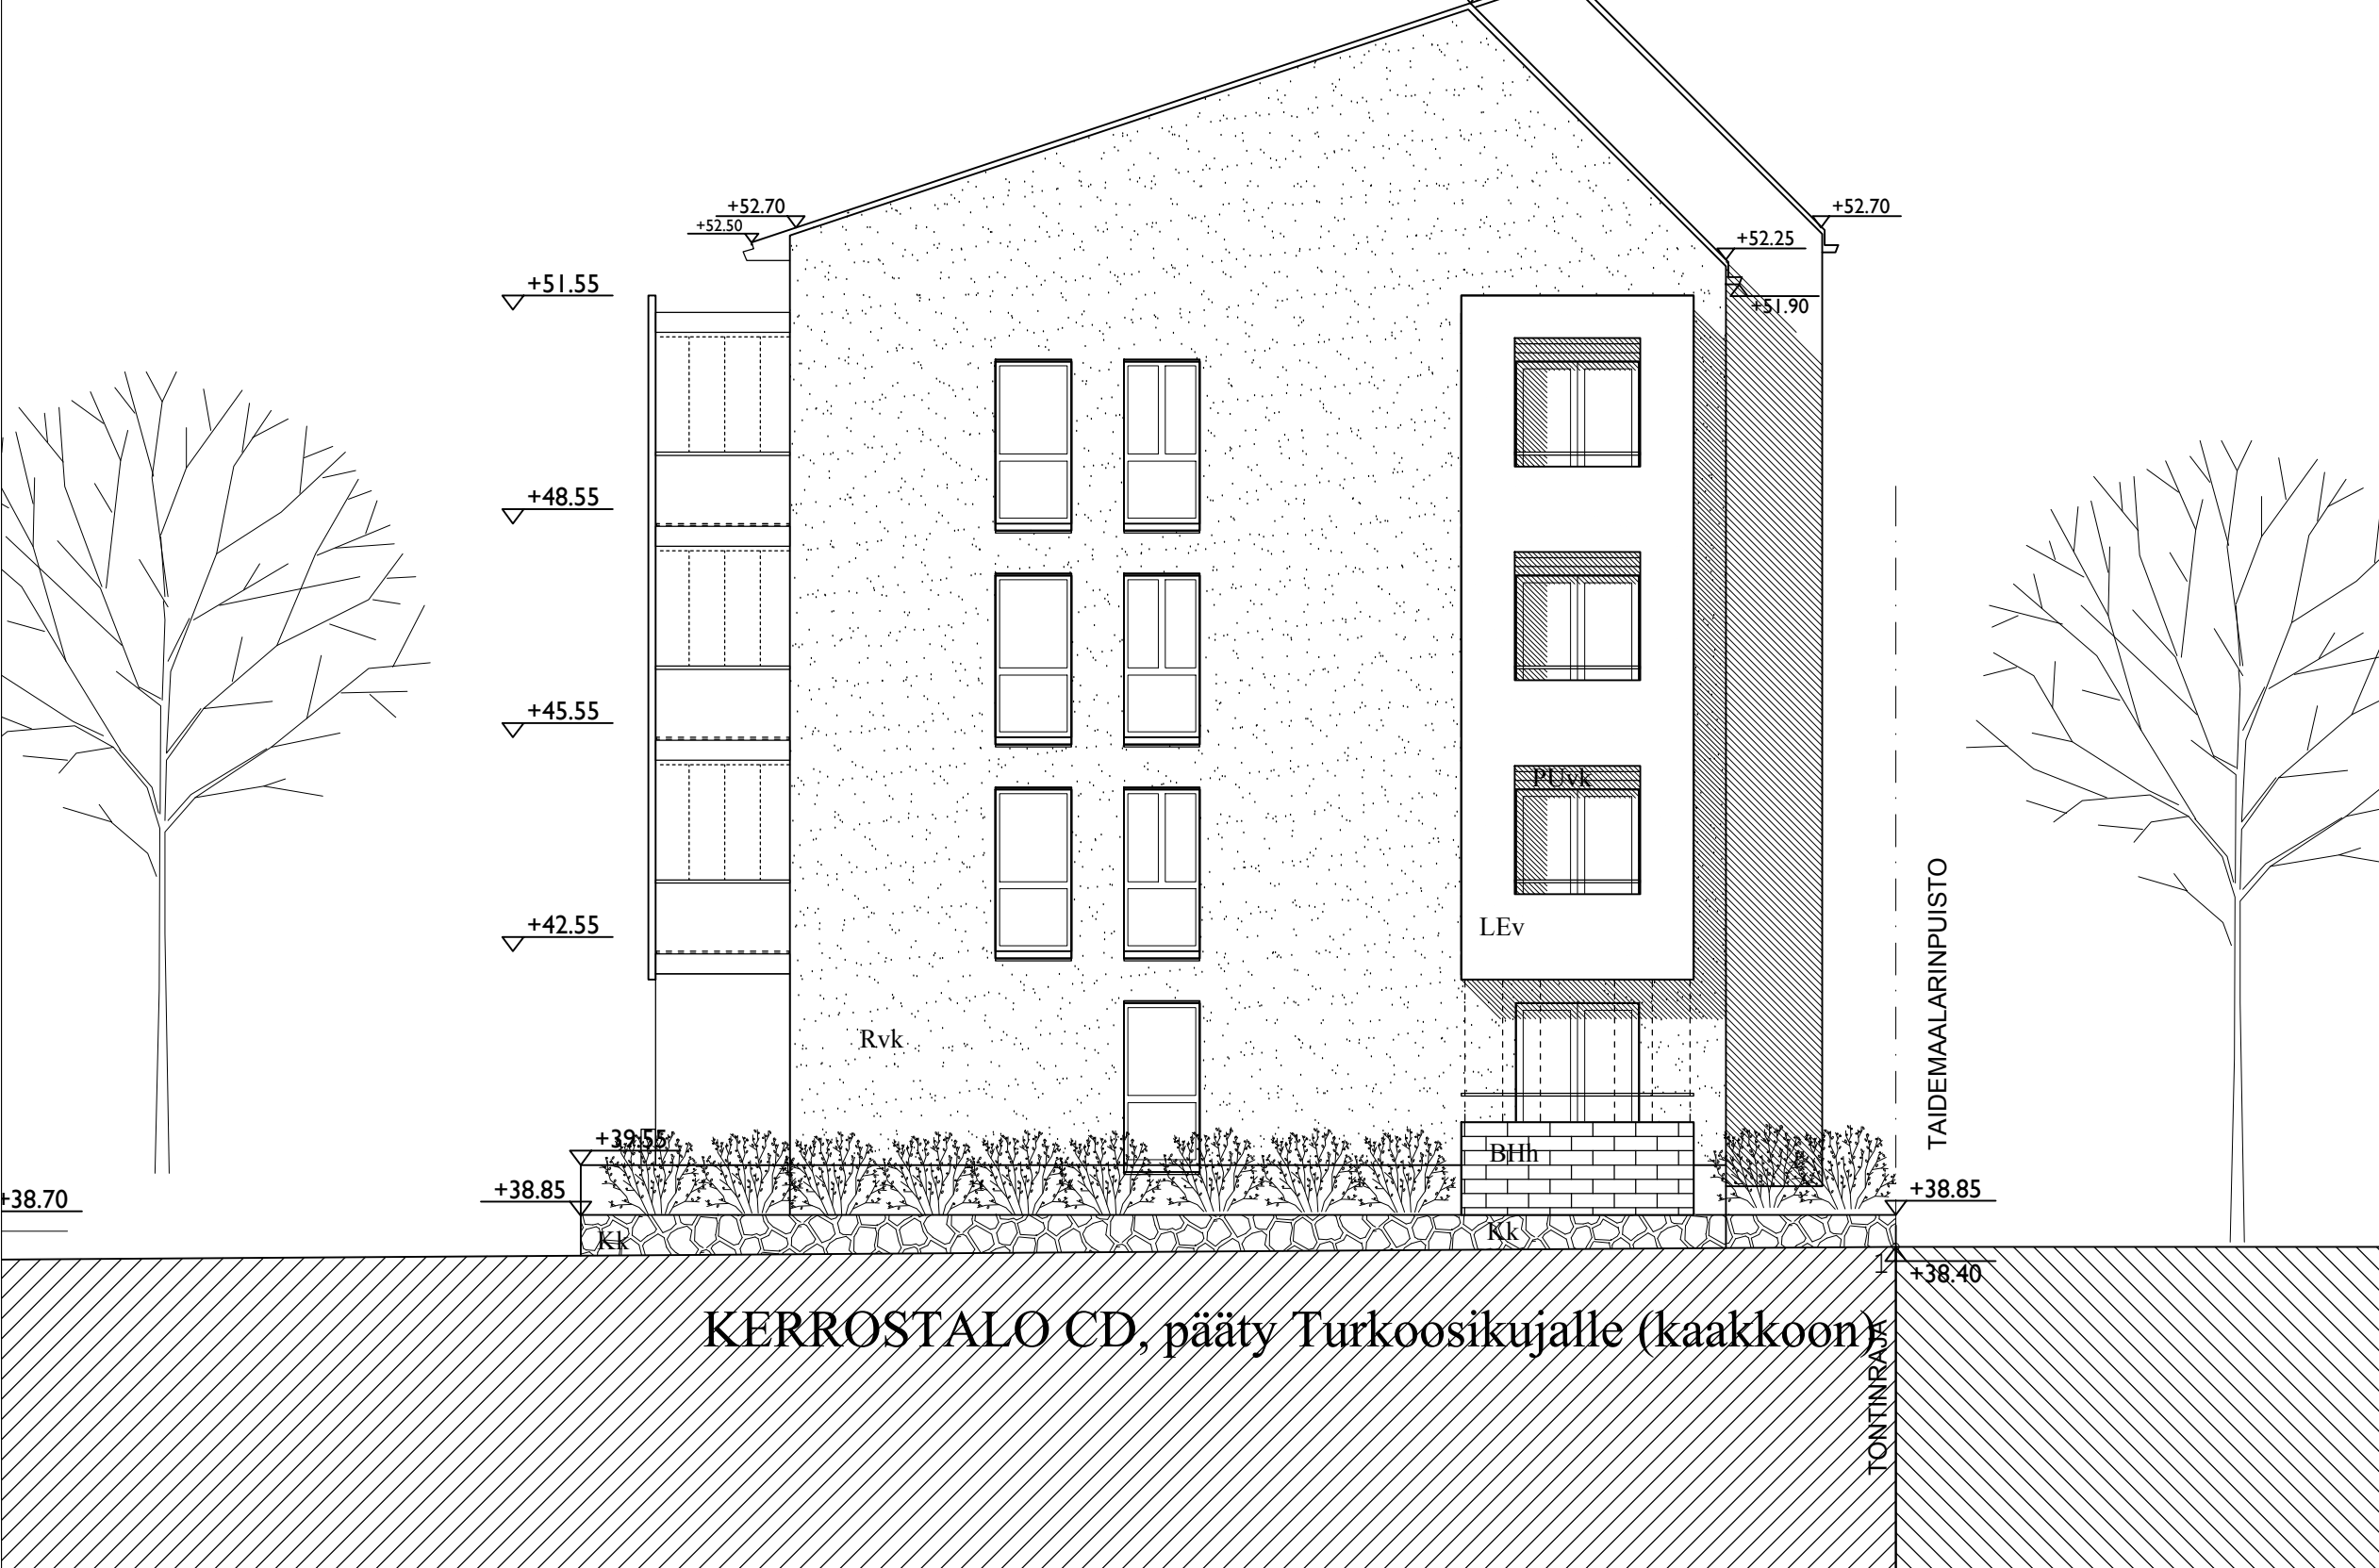 +52.70
+52.50
+52.70
+52.25
+51.90
+51.55
+48.55
+45.55
PUvk
+42.55
LEv
TAIDEMAALARINPUISTO
Rvk
+39.55
BHh
+38.85
+38.85
+38.70
Kk
Kk
1
+38.40
KERROSTALO CD, pääty Turkoosikujalle (kaakkoon)
TONTINRAJA